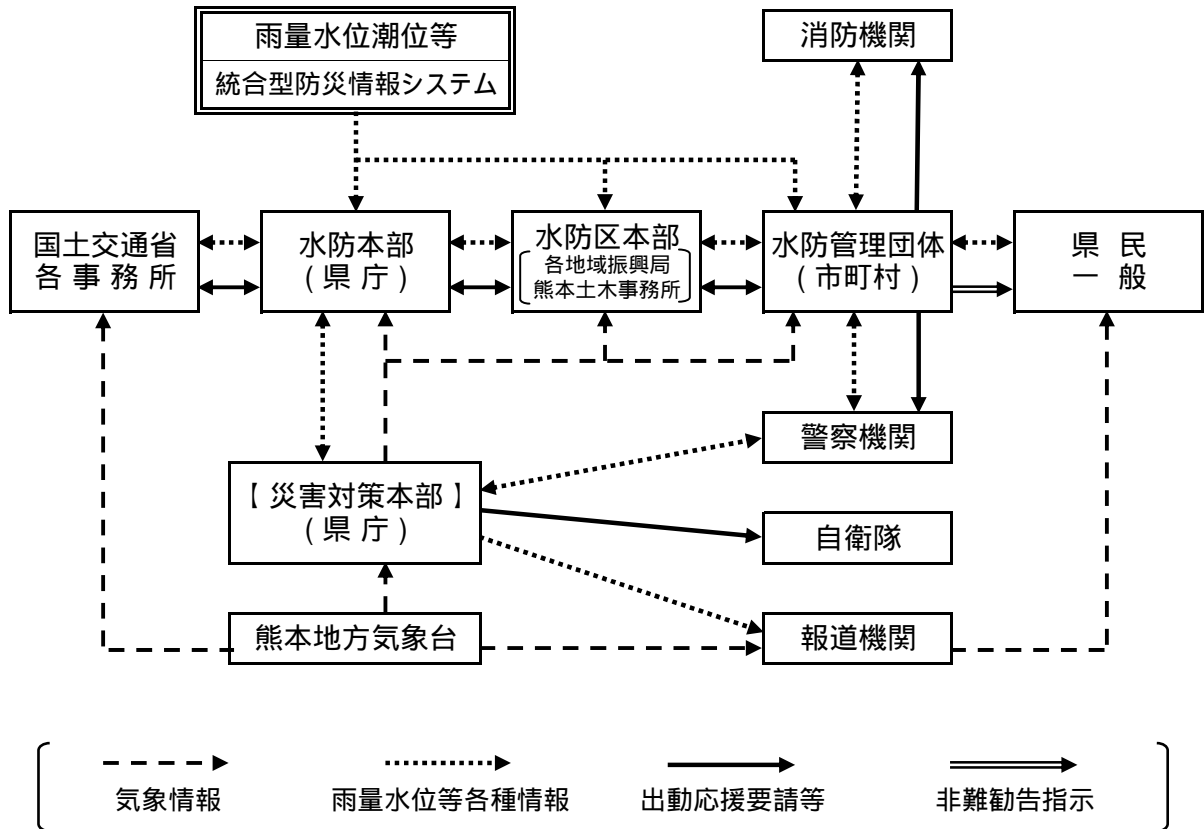 雨量水位潮位等
統合型防災情報システム
消防機関
国土交通省
各事務所
水防本部
(県庁)
水防区本部
各地域振興局
熊本土木事務所
水防管理団体
(市町村)
県民
一般
警察機関
【災害対策本部】
(県庁)
自衛隊
熊本地方気象台
報道機関
気象情報
雨量水位等各種情報
出動応援要請等
非難勧告指示